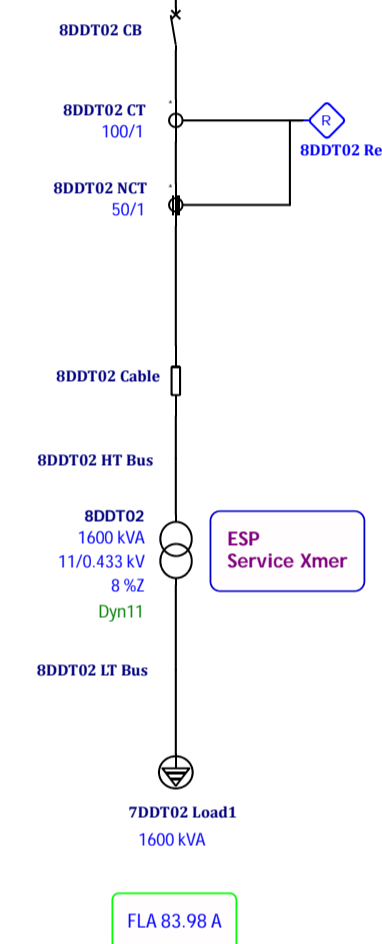 8DDT02 CB
8DDT02 CT
100/1
R
8DDT02 Re
8DDT02 NCT
50/1
8DDT02 Cable
8DDT02 HT Bus
8DDT02
1600 kVA
11/0.433 kV
8 %Z
Dyn11
ESP
Service Xmer
8DDT02 LT Bus
7DDT02 Load1
1600 kVA
FLA 83.98 A